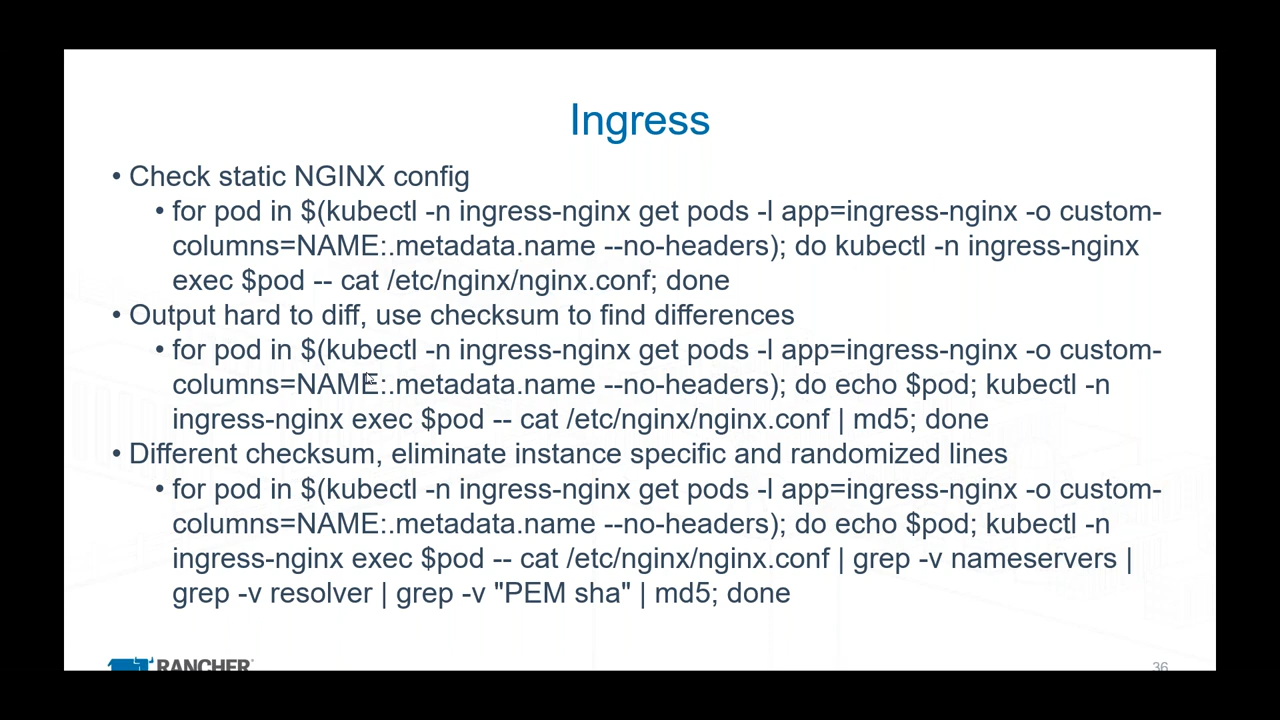 Ingress
• Check static NGINX config
• for pod in $(kubectl -n ingress-nginx get pods -l app=ingress-nginx -o custom-
columns=NAME:.metadata.name --no-headers); do kubectl -n ingress-nginx
exec $pod -- cat /etc/nginx/nginx.conf; done
• Output hard to diff, use checksum to find differences
• for pod in $(kubectl -n ingress-nginx get pods -l app=ingress-nginx -o custom-
columns=NAME:.metadata.name --no-headers); do echo $pod; kubectl -n
ingress-nginx exec $pod -- cat /etc/nginx/nginx.conf | md5; done
• Different checksum, eliminate instance specific and randomized lines
• for pod in $(kubectl -n ingress-nginx get pods -l app=ingress-nginx -o custom-
columns=NAME:.metadata.name --no-headers); do echo $pod; kubectl -n
ingress-nginx exec $pod -- cat /etc/nginx/nginx.conf | grep -v nameservers |
grep -v resolver | grep -v "PEM sha" | md5; done
RANCHER
36